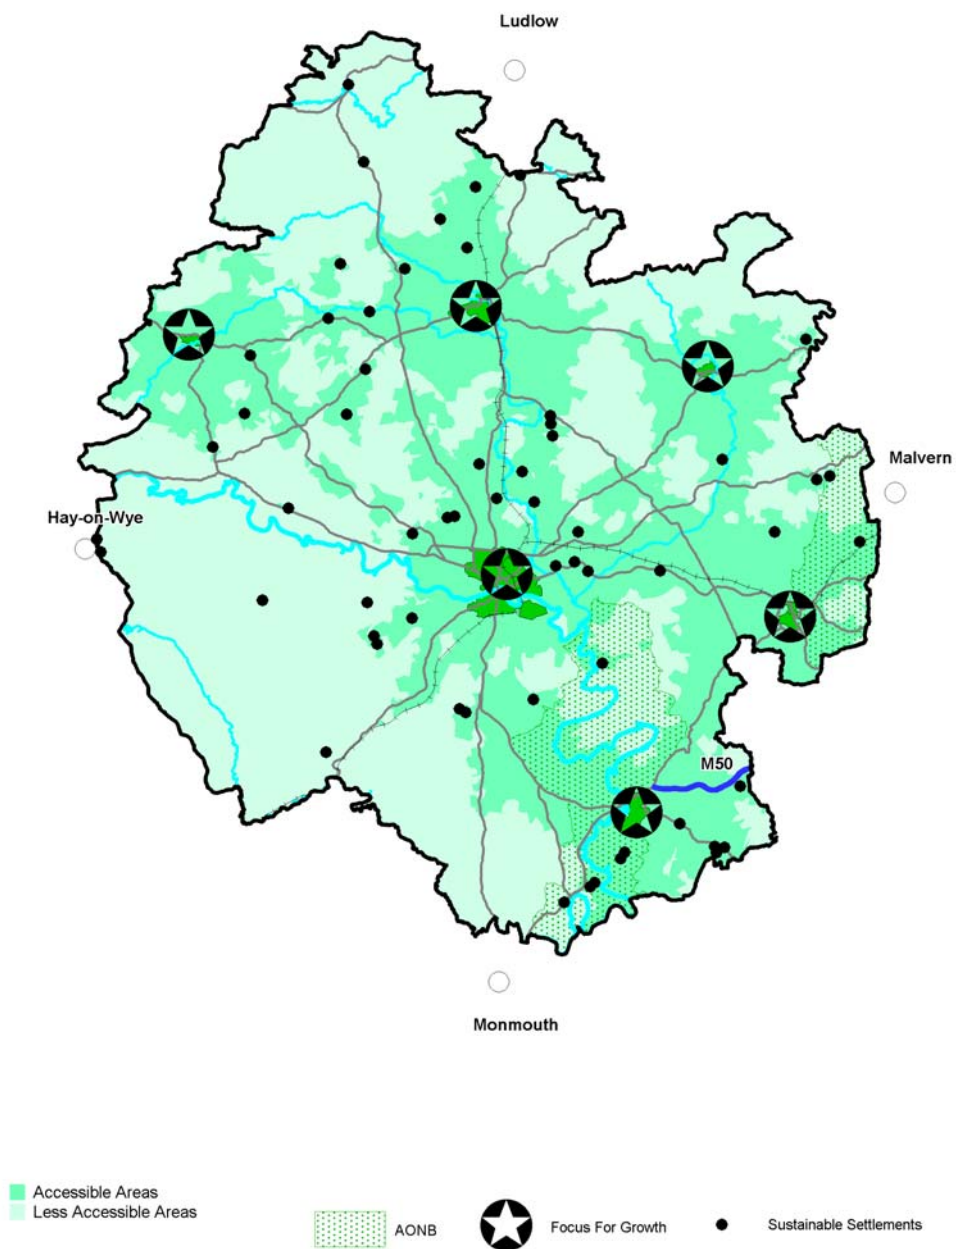 Ludlow
Malvern
Hay-on-Wye
M50
Monmouth
Accessible Areas
Less Accessible Areas
AONB
Focus For Growth
Sustainable Settlements